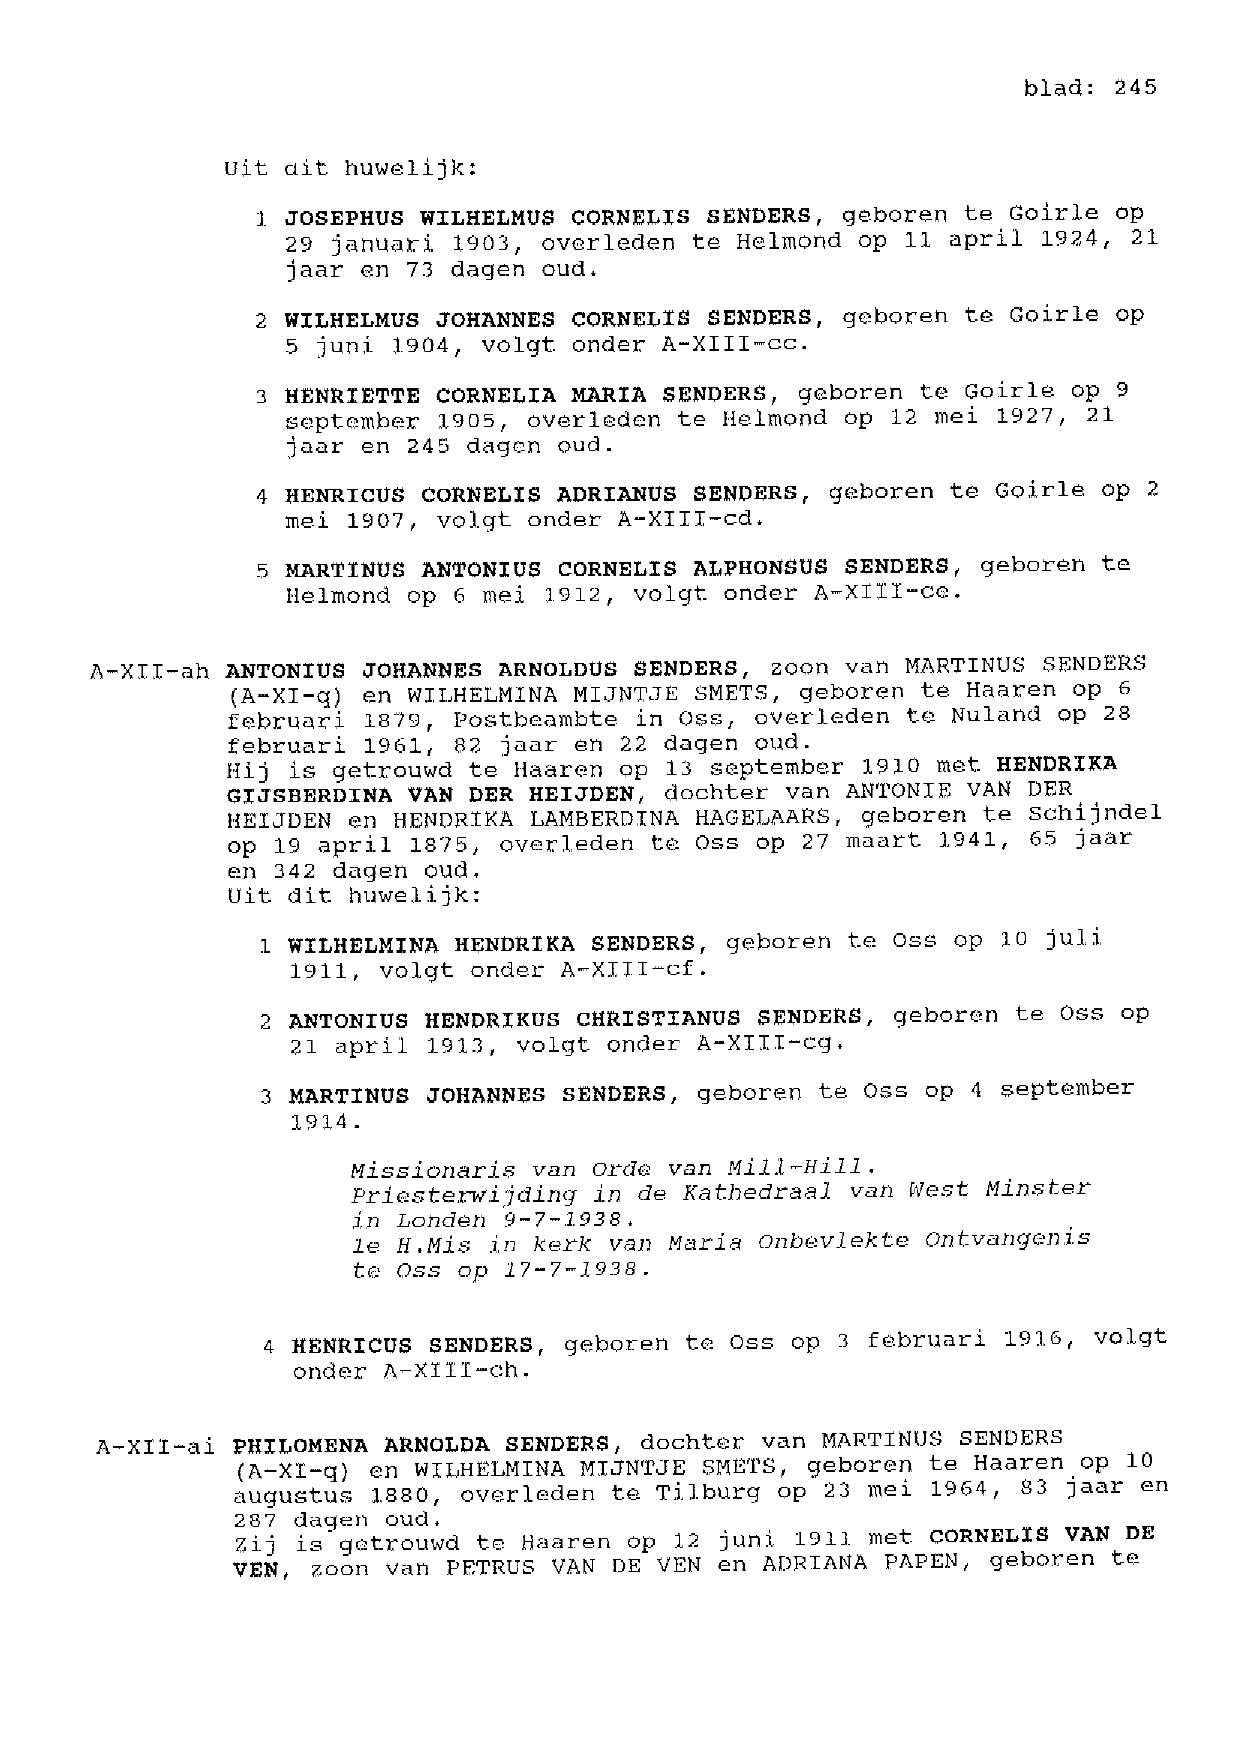 blad: 245
Uit dit huwelijk:
1 JOSEPHUS WILHELMUS CORNELIS SENDERS, geboren te Goirle op
29 januari 1903, overleden te Helmond op 11 april 1924, 21
jaar en 73 dagen oud.
2 WILHELMUS JOHANNES CORNELIS SENDERS, geboren te Goirle op
5 juni 1904, volgt onder A-XIII-cc.
3 HENRIETTE CORNELIA MARIA SENDERS, geboren te Goirle op 9
september 1905, overleden te Helmond op 12 mei 1927, 21
jaar en 245 dagen oud.
4 HENRICUS CORNELIS ADRIANUS SENDERS, geboren te Goirle op 2
mei 1907, volgt onder A-XIII-cd.
5 MARTINUS ANTONIUS CORNELIS ALPHONSUS SENDERS, geboren te
Helmond op 6 mei 1912, volgt onder A-XIII-ce.
A-XII-ah ANTONIUS JOHANNES ARNOLDUS SENDERS, zoon van MARTINUS SENDERS
(A-XI-q) en WILHELMINA MIJNTJE SMETS, geboren te Haaren op 6
februari 1879, Postbeambte in Oss, overleden te Nuland op 28
februari 1961, 82 jaar en 22 dagen oud.
Hij is getrouwd te Haaren op 13 september 1910 met HENDRIKA
GIJSBERDINA VAN DER HEIJDEN, dochter van ANTONIE VAN DER
HEIJDEN en HENDRIKA LAMBERDINA HAGELAARS, geboren te Schijndel
op 19 april 1875, overleden te Oss op 27 maart 1941, 65 jaar
en 342 dagen oud.
Uit dit huwelijk:
1 WILHELMINA HENDRIKA SENDERS, geboren te Oss op 10 juli
1911, volgt onder A-XIII-cf.
2 ANTONIUS HENDRIKUS CHRISTIANUS SENDERS, geboren te Oss op
21 april 1913, volgt onder A-XIII-cg.
3 MARTINUS JOHANNES SENDERS, geboren te Oss op 4 september
1914.
Missionaris van Orde van Mill-Hill.
Priesterwijding in de Kathedraal van West Minster
in Londen 9-7-1938.
1e H.Mis in kerk van Maria Onbevlekte Ontvangenis
te Oss op 17-7-1938.
4 HENRICUS SENDERS, geboren te Oss op 3 februari 1916, volgt
onder A-XIII-ch.
A-XII-ai PHILOMENA ARNOLDA SENDERS, dochter van MARTINUS SENDERS
(A-XI-q) en WILHELMINA MIJNTJE SMETS, geboren te Haaren op 10
augustus 1880, overleden te Tilburg op 23 mei 1964, 83 jaar en
287 dagen oud.
Zij is getrouwd te Haaren op 12 juni 1911 met CORNELIS VAN DE
VEN, zoon van PETRUS VAN DE VEN en ADRIANA PAPEN, geboren te